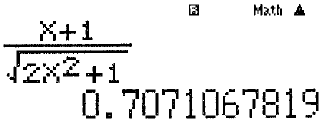 R Math ▲
X+1
√2X²+1
0.7071067819